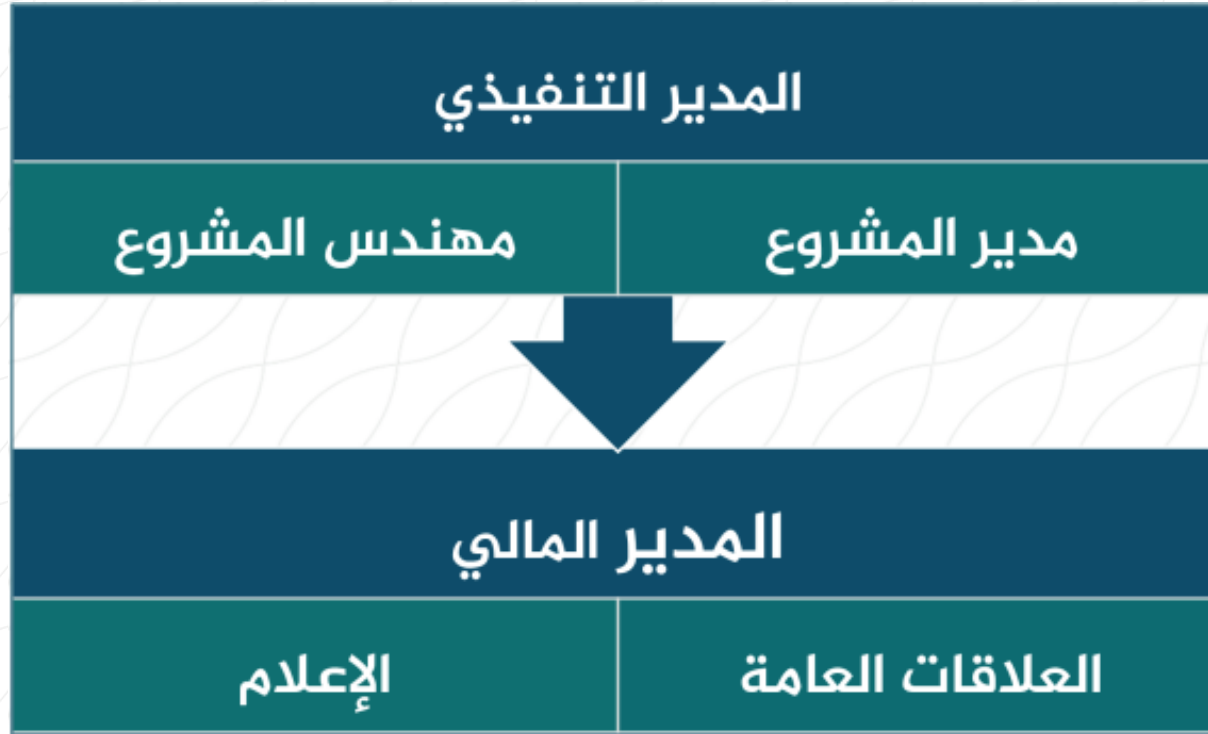 المدير التنفيذي
مدير المشروع
مهندس المشروع
المدير المالي
العلاقات العامة
الإعلام